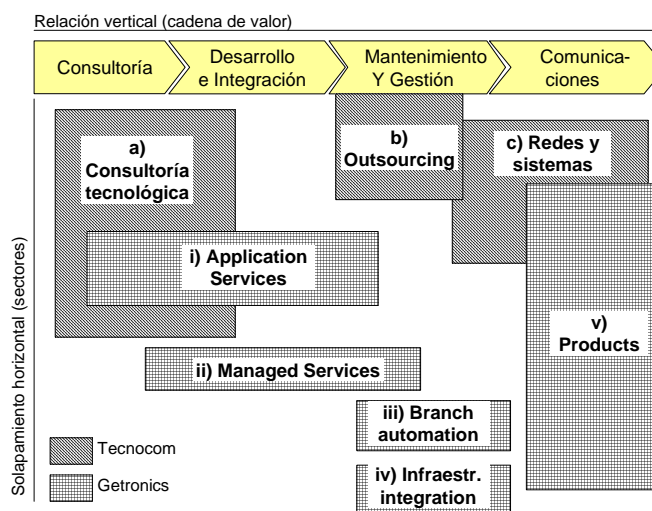 Relación vertical (cadena de valor)
Consultoría
Desarrollo
e Integración
Mantenimiento
Y Gestión
Comunica-
ciones
Solapamiento horizontal (sectores)
a)
Consultoría
tecnológica
b)
Outsourcing
c) Redes y
sistemas
i) Application
Services
v)
Products
ii) Managed Services
iii) Branch
automation
iv) Infraestr.
integration
Tecnocom
Getronics